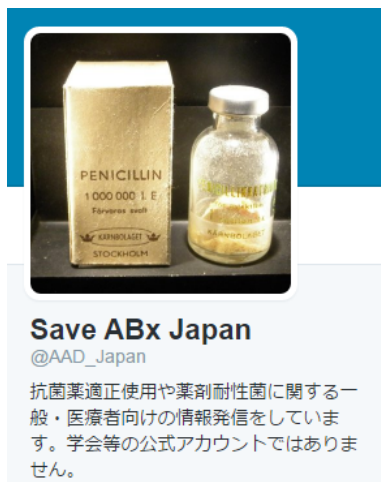 PENICILLIN
1 000 000 I. E
Förvaras svalt
KÄRNBOLAGET
STOCKHOLM
KÄRNBOLAGET
Save ABx Japan
@AAD_Japan
抗菌薬適正使用や薬剤耐性菌に関する一
般・医療者向けの情報発信をしていま
す。学会等の公式アカウントではありま
せん。